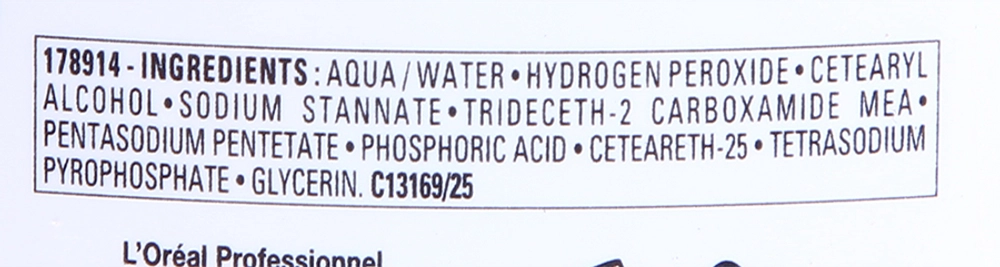 178914 - INGREDIENTS : AQUA / WATER • HYDROGEN PEROXIDE • CETEARYL
ALCOHOL • SODIUM STANNATE • TRIDECETH-2 CARBOXAMIDE MEA •
PENTASODIUM PENTETATE • PHOSPHORIC ACID • CETEARETH-25 • TETRASODIUM
PYROPHOSPHATE • GLYCERIN. C13169/25
L'Oréal Professionnel